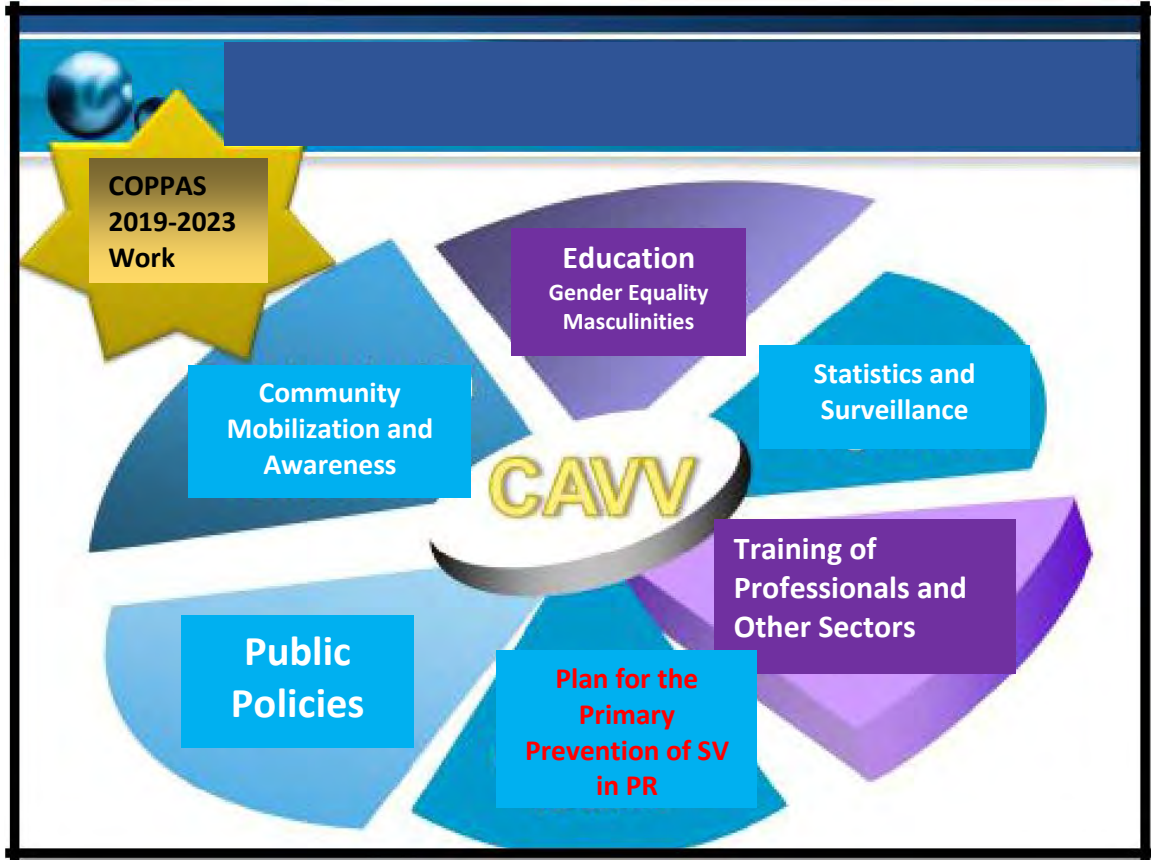 COPPAS
2019-2023
Work
Education
Gender Equality
Masculinities
Statistics and
Surveillance
Community
Mobilization and
Awareness
CAVV
Training of
Professionals and
Other Sectors
Public
Policies
Plan for the
Primary
Prevention of SV
in PR